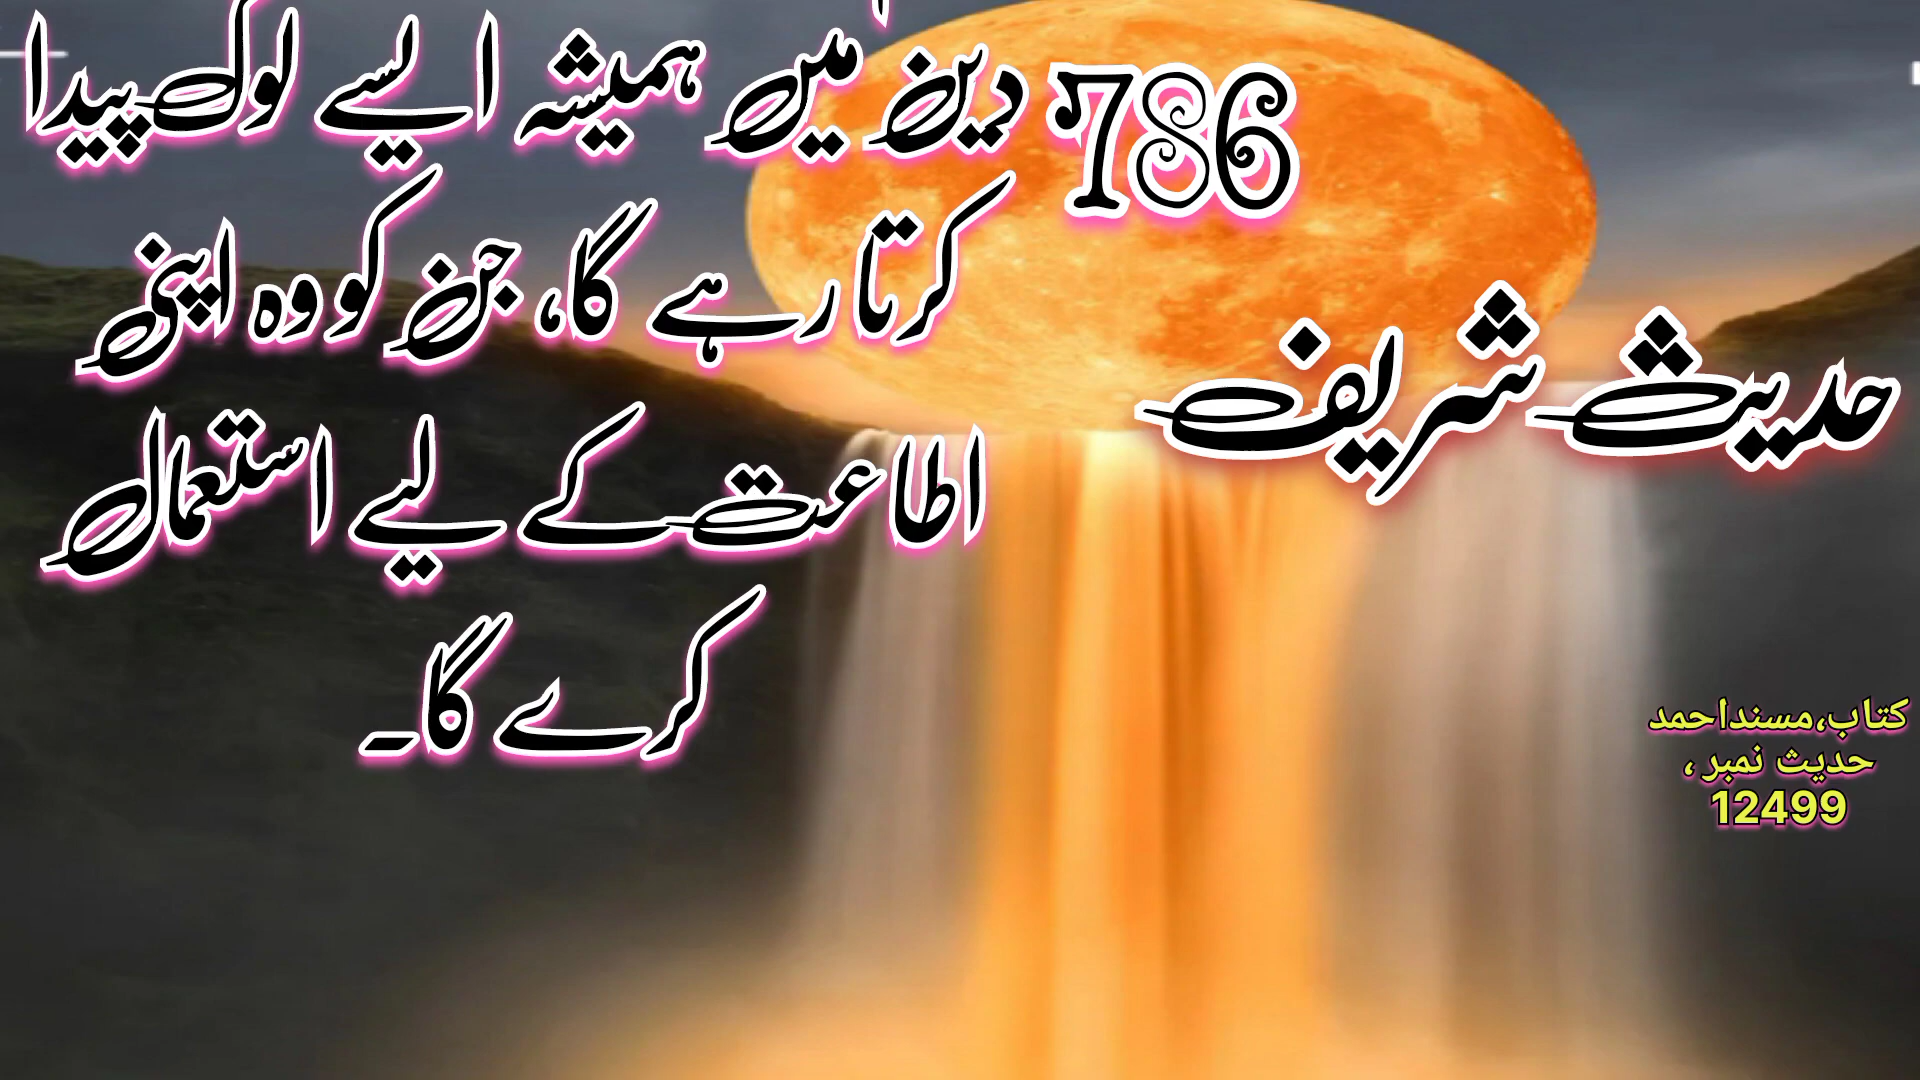 786
حدیث شریف
دین میں ہمیشہ ایسے لوگ پیدا
کرتا رہے گا، جن کو وہ اپنی
اطاعت کے لیے استعمال
کرے گا۔
کتاب،مسنداحمد
حدیث نمبر ،
12499